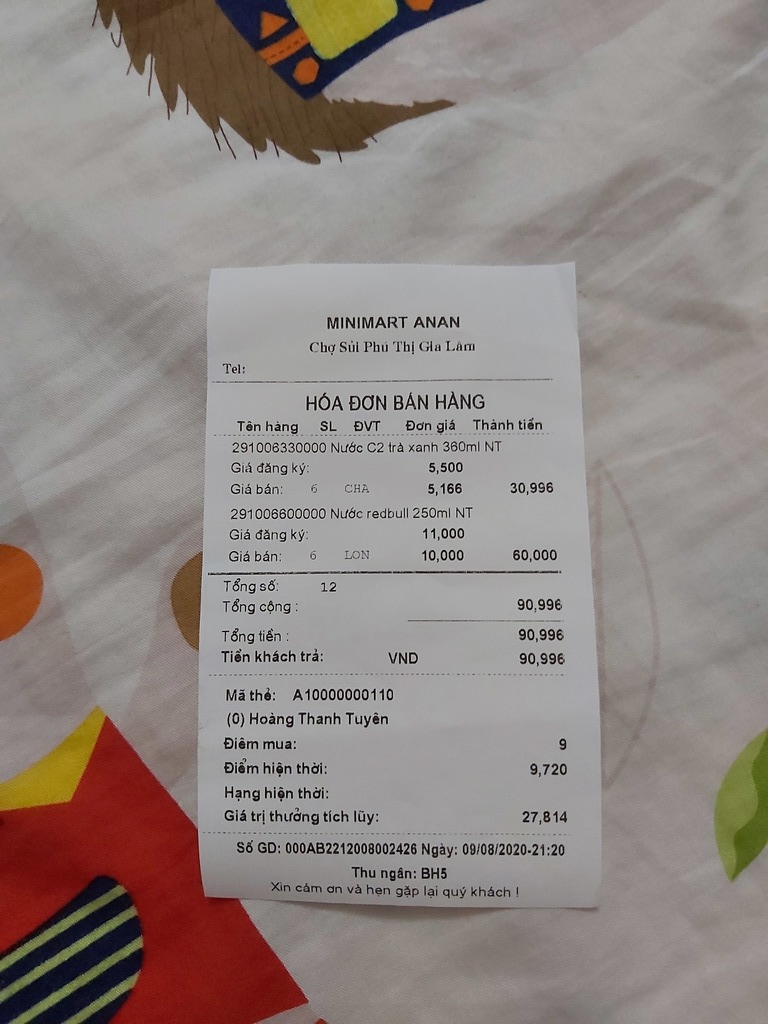 MINIMART ANAN
Chợ Sủi Phú Thị Gia Lâm
Tel:
HÓA ĐƠN BÁN HÀNG
Tên hàng SL ĐVT Đơn giá Thành tiền
291006330000 Nước C2 trà xanh 360ml NT
Giá đăng ký: 5,500
Giá bán: 6 CHA 5,166 30,996
291006600000 Nước redbull 250ml NT
Giá đăng ký: 11,000
Giá bán: 6 LON 10,000 60,000
Tổng số: 12
Tổng cộng : 90,996
Tổng tiền : 90,996
Tiền khách trả: VND 90,996
Mã thẻ: A10000000110
(0) Hoàng Thanh Tuyên
Điểm mua: 9
Điểm hiện thời: 9,720
Hạng hiện thời:
Giá trị thưởng tích lũy: 27,814
Số GD: 000AB2212008002426 Ngày: 09/08/2020-21:20
Thu ngân: BH5
Xin cảm ơn và hẹn gặp lại quý khách !